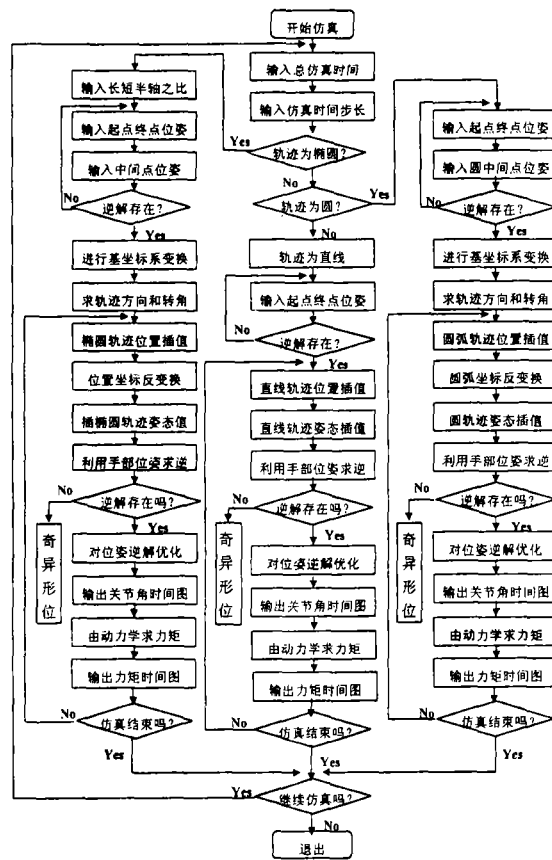 开始仿真
输入总仿真时间
输入仿真时间步长
轨迹为椭圆?
Yes
No
轨迹为圆?
Yes
No
输入长短半轴之比
输入起点终点位姿
输入中间点位姿
No
逆解存在?
Yes
进行基坐标系变换
求轨迹方向和转角
椭圆轨迹位置插值
位置坐标反变换
插椭圆轨迹姿态值
利用手部位姿求逆
No
逆解存在吗?
奇异形位
Yes
对位姿逆解优化
输出关节角时间图
由动力学求力矩
输出力矩时间图
No
仿真结束吗?
Yes
轨迹为直线
输入起点终点位姿
No
逆解存在?
Yes
直线轨迹位置插值
直线轨迹姿态插值
利用手部位姿求逆
No
逆解存在吗?
奇异形位
Yes
对位姿逆解优化
输出关节角时间图
由动力学求力矩
输出力矩时间图
No
仿真结束吗?
Yes
输入起点终点位姿
输入圆中间点位姿
No
逆解存在?
Yes
进行基坐标系变换
求轨迹方向和转角
圆弧轨迹位置插值
圆弧坐标反变换
圆轨迹姿态插值
利用手部位姿求逆
No
逆解存在吗?
奇异形位
Yes
对位姿逆解优化
输出关节角时间图
由动力学求力矩
输出力矩时间图
No
仿真结束吗?
Yes
Yes
继续仿真吗?
No
退出